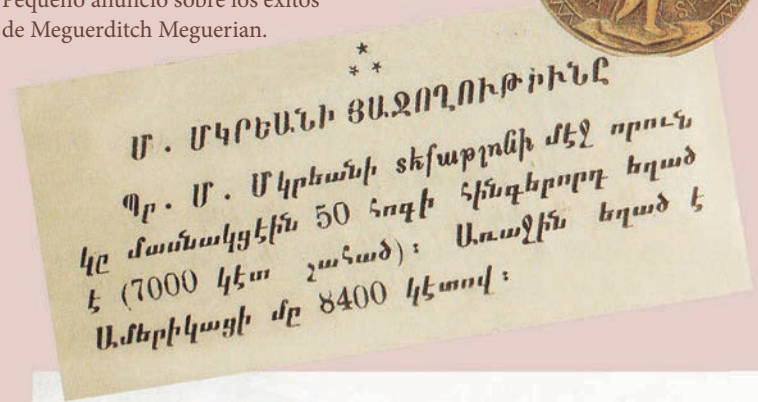 Pequeño anuncio sobre los éxitos
de Meguerditch Meguerian.
Մ. ՄԿՐԵԱՆԻ ՅԱՋՈՂՈՒԹԻՒՆԸ
Պր. Մ. Մկրեանի տեֆաթլոնի մէջ որուն
կը մասնակցէին 50 հոգի հինգերորդ եղած
է (7000 կէտ շահած)։ Առաջին եղած է
Ամերիկացի մը 8400 կէտով։